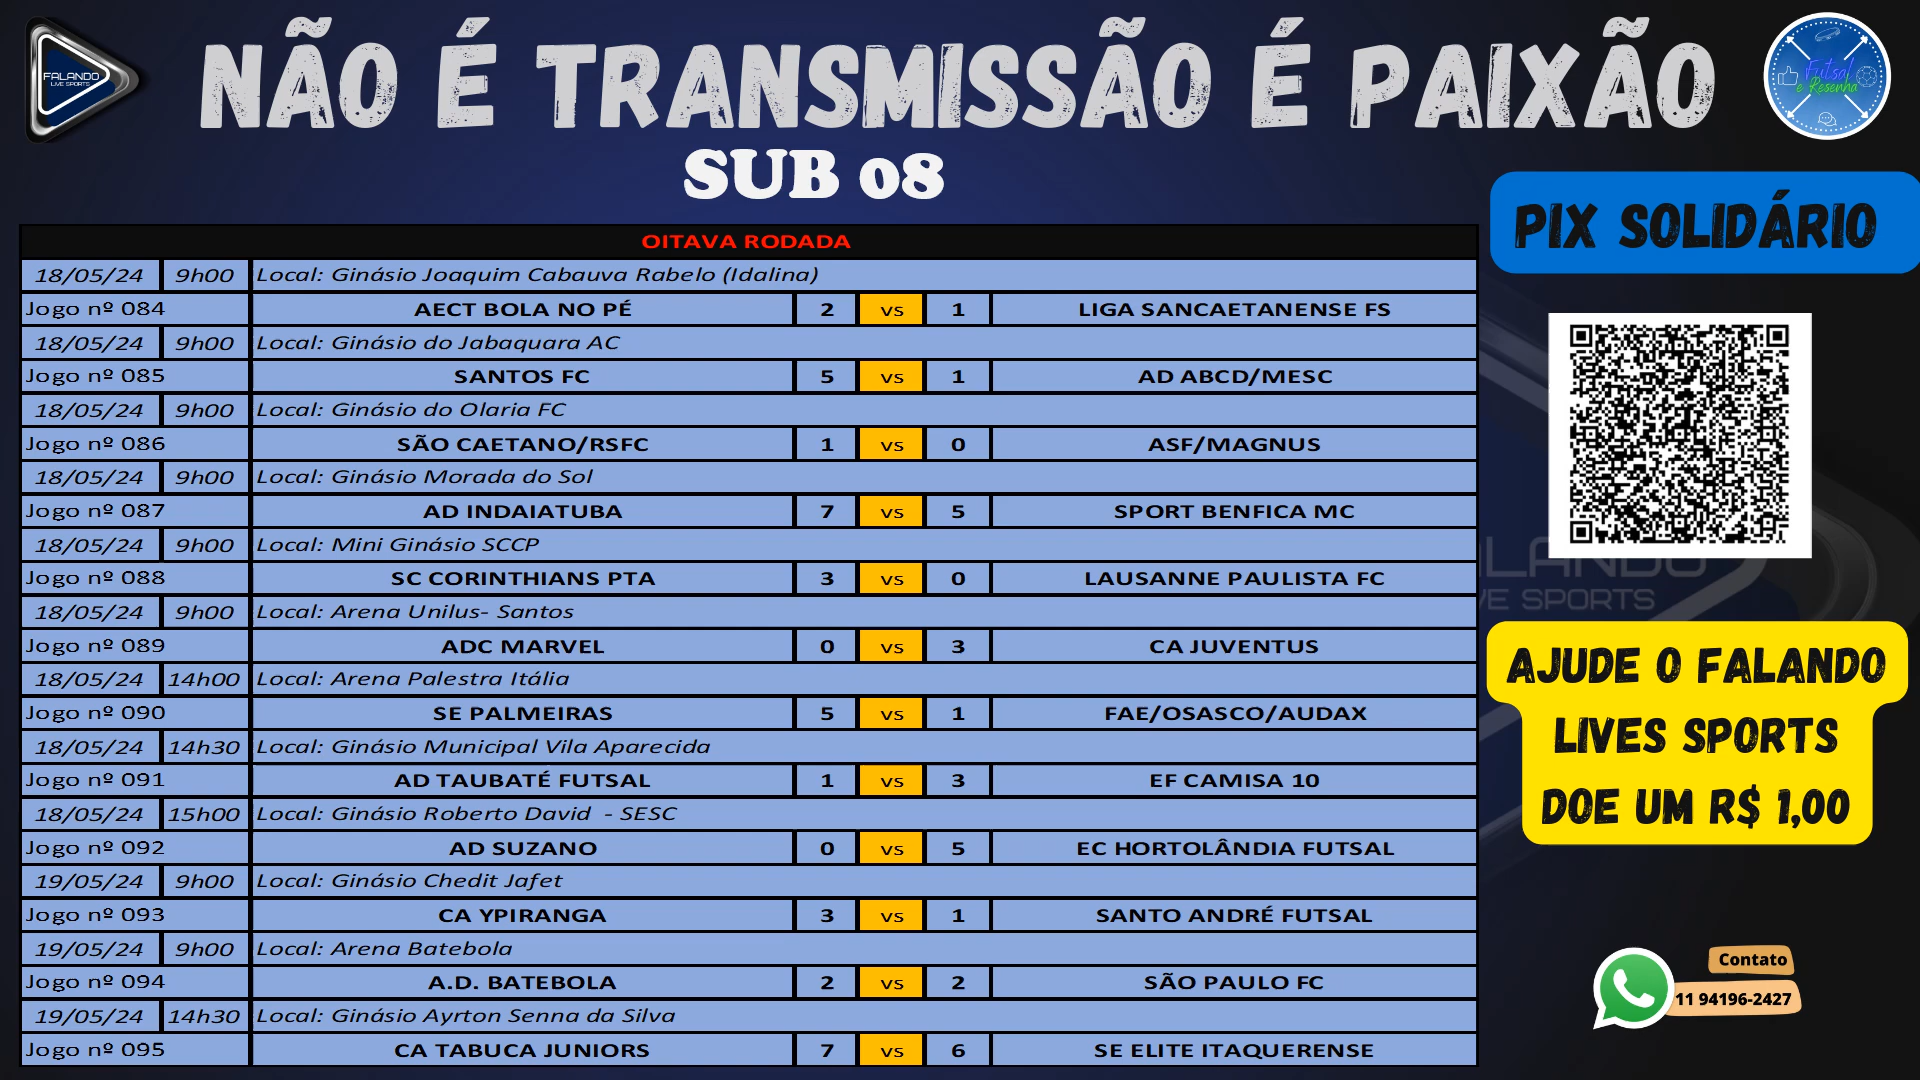 FALANDO
LIVE SPORTS
NÃO É TRANSMISSÃO É PAIXÃO
Futsal
e Resenha
SUB 08
PIX SOLIDÁRIO
OITAVA RODADA
18/05/24 9h00 Local: Ginásio Joaquim Cabauva Rabelo (Idalina)
Jogo nº 084 AECT BOLA NO PÉ 2 vs 1 LIGA SANCAETANENSE FS
18/05/24 9h00 Local: Ginásio do Jabaquara AC
Jogo nº 085 SANTOS FC 5 vs 1 AD ABCD/MESC
18/05/24 9h00 Local: Ginásio do Olaria FC
Jogo nº 086 SÃO CAETANO/RSFC 1 vs 0 ASF/MAGNUS
18/05/24 9h00 Local: Ginásio Morada do Sol
Jogo nº 087 AD INDAIATUBA 7 vs 5 SPORT BENFICA MC
18/05/24 9h00 Local: Mini Ginásio SCCP
Jogo nº 088 SC CORINTHIANS PTA 3 vs 0 LAUSANNE PAULISTA FC
18/05/24 9h00 Local: Arena Unilus- Santos
Jogo nº 089 ADC MARVEL 0 vs 3 CA JUVENTUS
18/05/24 14h00 Local: Arena Palestra Itália
Jogo nº 090 SE PALMEIRAS 5 vs 1 FAE/OSASCO/AUDAX
18/05/24 14h30 Local: Ginásio Municipal Vila Aparecida
Jogo nº 091 AD TAUBATÉ FUTSAL 1 vs 3 EF CAMISA 10
18/05/24 15h00 Local: Ginásio Roberto David - SESC
Jogo nº 092 AD SUZANO 0 vs 5 EC HORTOLÂNDIA FUTSAL
19/05/24 9h00 Local: Ginásio Chedit Jafet
Jogo nº 093 CA YPIRANGA 3 vs 1 SANTO ANDRÉ FUTSAL
19/05/24 9h00 Local: Arena Batebola
Jogo nº 094 A.D. BATEBOLA 2 vs 2 SÃO PAULO FC
19/05/24 14h30 Local: Ginásio Ayrton Senna da Silva
Jogo nº 095 CA TABUCA JUNIORS 7 vs 6 SE ELITE ITAQUERENSE
LANDO
VE SPORTS
AJUDE O FALANDO
LIVES SPORTS
DOE UM R$ 1,00
Contato
11 94196-2427